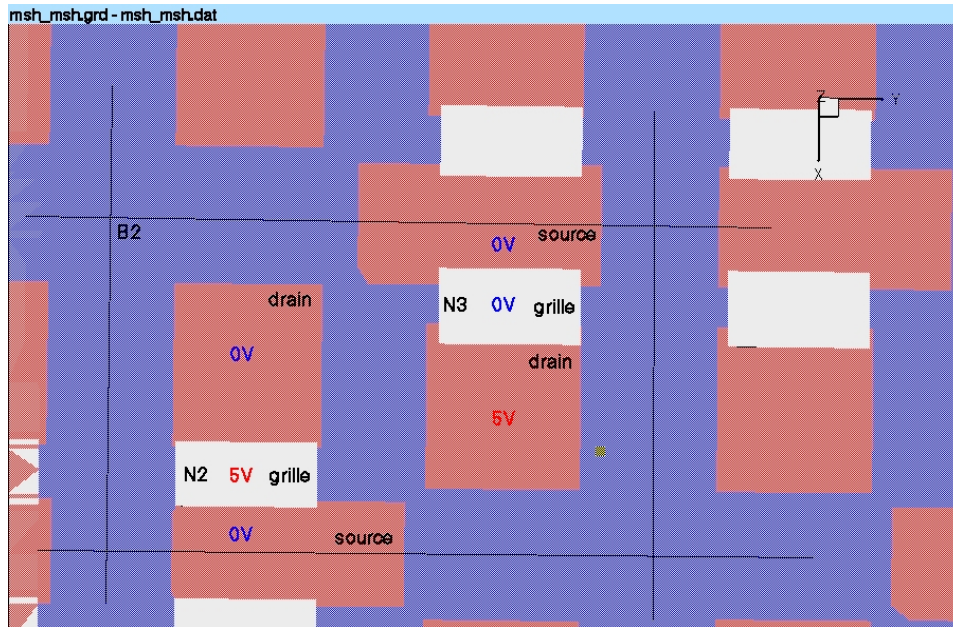 msh_msh.grd - msh_msh.dat
Z
Y
X
B2
0V source
drain
N3 0V grille
0V
drain
5V
N2 5V grille
0V
source